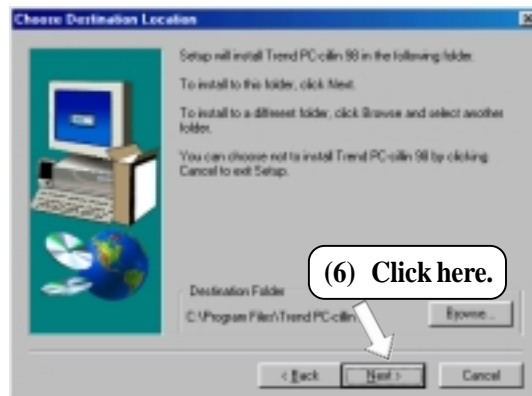 Choose Destination Location
Setup will install Trend PC-cillin 98 in the following folder.
To install to this folder, click Next.
To install to a different folder, click Browse and select another
folder.
You can choose not to install Trend PC-cillin 98 by clicking
Cancel to exit Setup.
(6) Click here.
Destination Folder
C:\Program Files\Trend PC-cillin
Browse...
< Back
Next >
Cancel